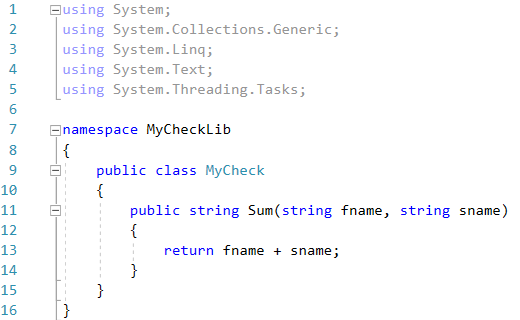 1 using System;
2 using System.Collections.Generic;
3 using System.Linq;
4 using System.Text;
5 using System.Threading.Tasks;
6
7 namespace MyCheckLib
8 {
9     public class MyCheck
10     {
11         public string Sum(string fname, string sname)
12         {
13             return fname + sname;
14         }
15     }
16 }